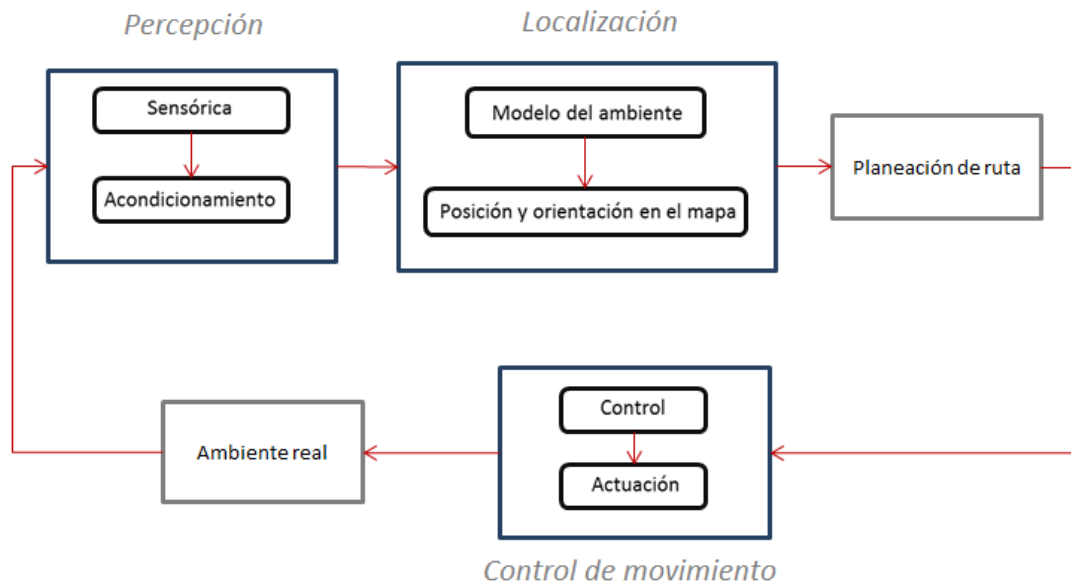 Percepción
Localización
Sensórica
Acondicionamiento
Modelo del ambiente
Posición y orientación en el mapa
Planeación de ruta
Ambiente real
Control
Actuación
Control de movimiento